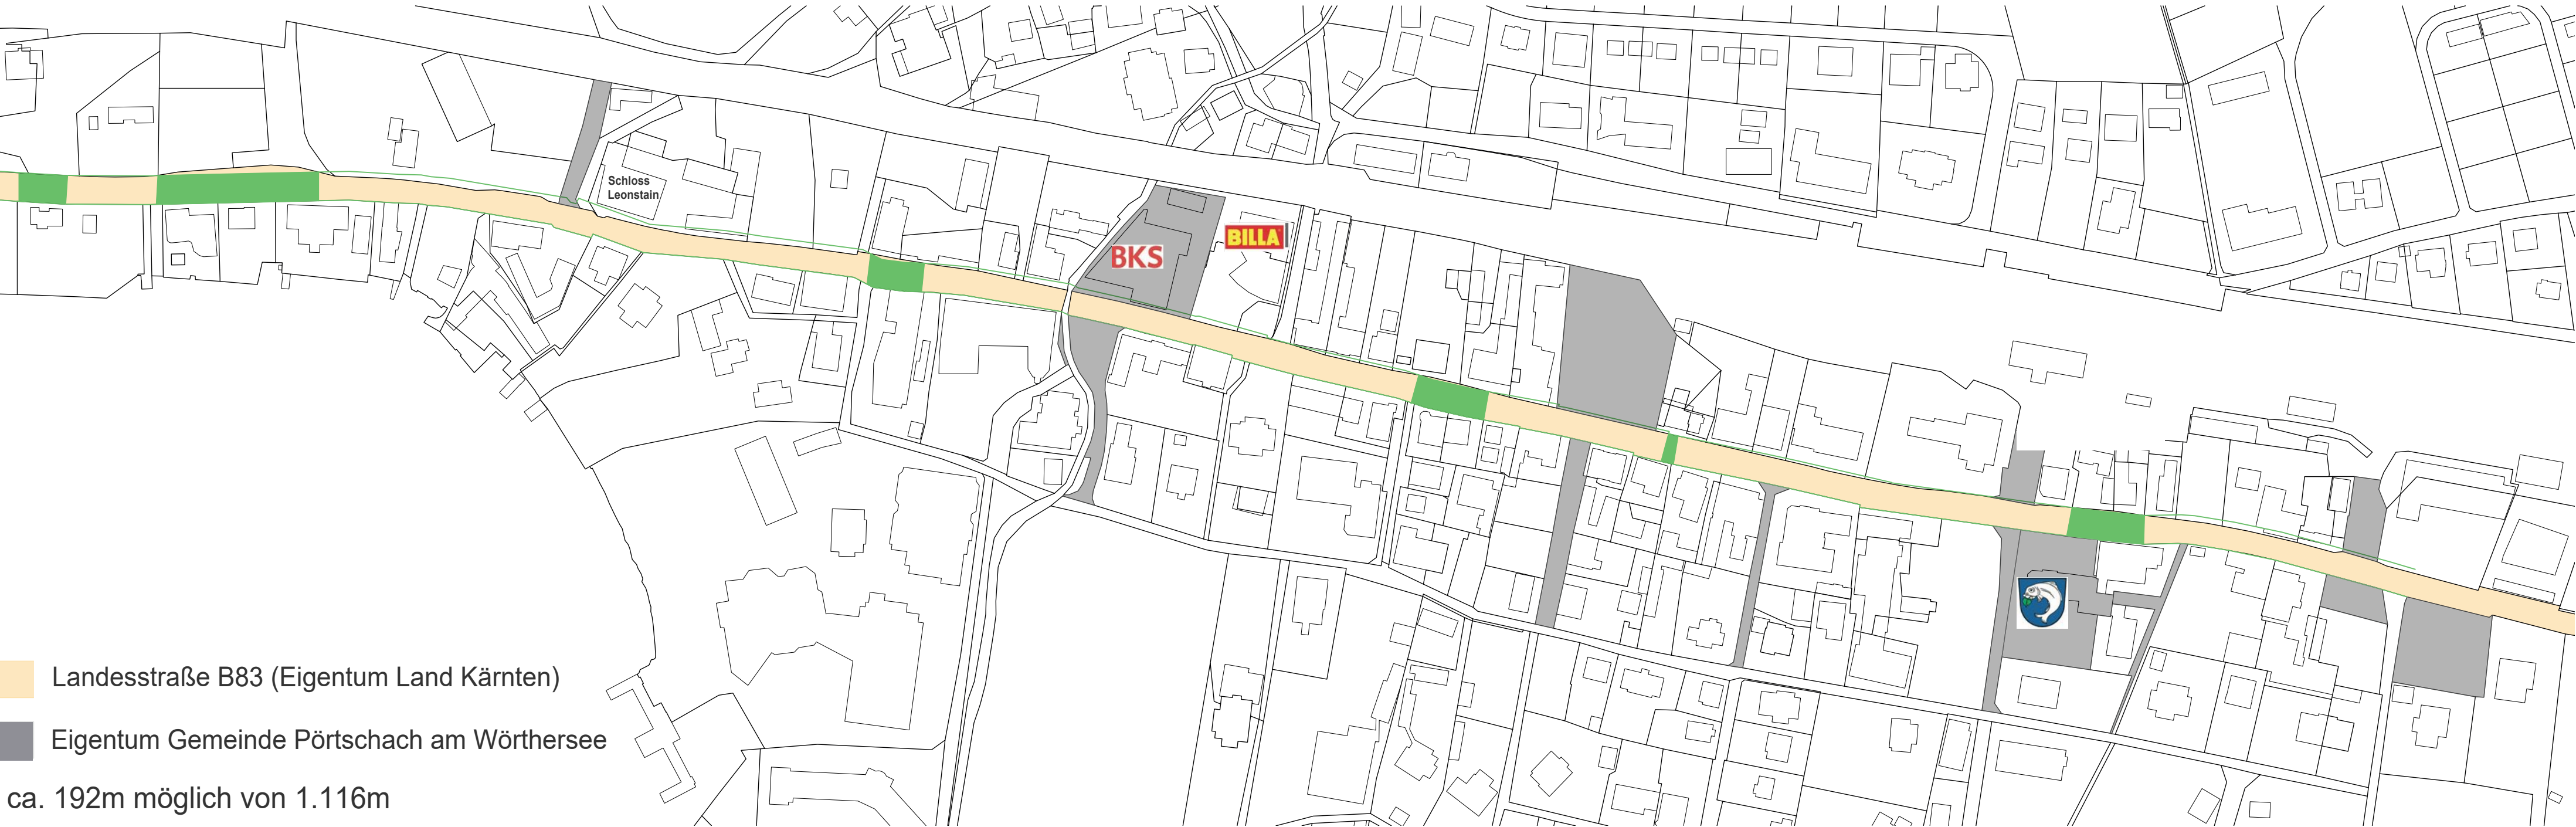 Schloss
Leonstain
BKS
BILLA
Landesstraße B83 (Eigentum Land Kärnten)
Eigentum Gemeinde Pörtschach am Wörthersee
ca. 192m möglich von 1.116m